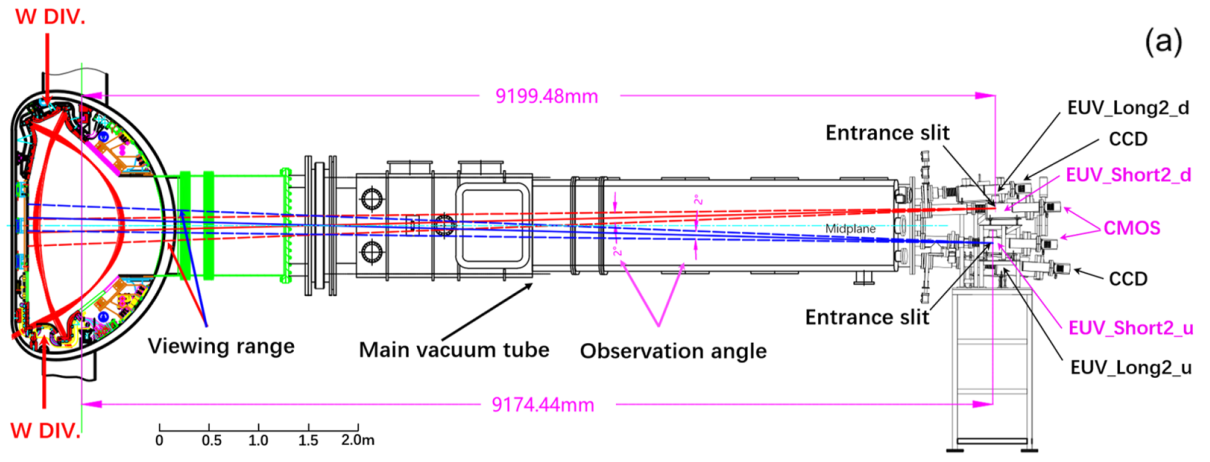 W DIV.
(a)
9199.48mm
EUV_Long2_d
Entrance slit
CCD
EUV_Short2_d
2°
Midplane
CMOS
2°
CCD
Entrance slit
EUV_Short2_u
Viewing range
Main vacuum tube
Observation angle
EUV_Long2_u
9174.44mm
W DIV.
0 0.5 1.0 1.5 2.0m